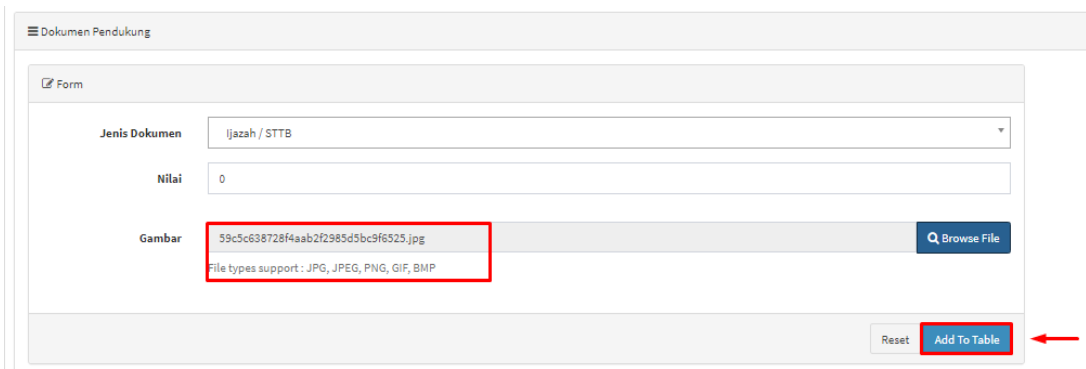 Dokumen Pendukung
Form
Jenis Dokumen Ijazah / STTB
Nilai 0
Gambar 59c5c638728f4aab2f2985d5bc9f6525.jpg Browse File
File types support : JPG, JPEG, PNG, GIF, BMP
Reset Add To Table